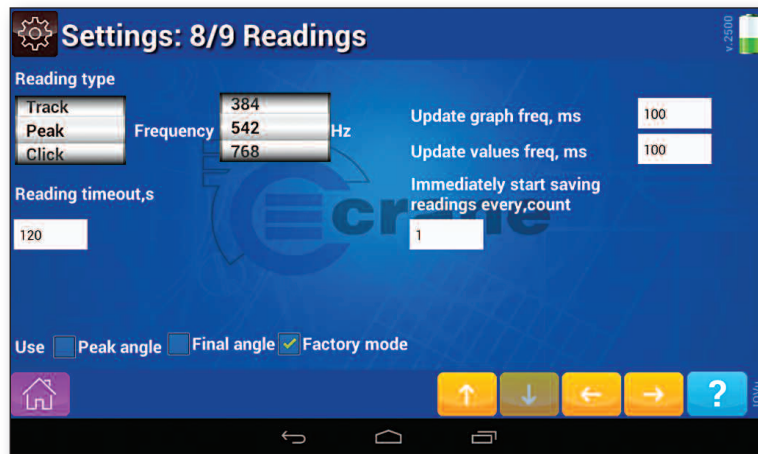 Settings: 8/9 Readings
v.2500
Reading type
Track
Peak
Click
Frequency
384
542
768
Hz
Update graph freq, ms
100
Update values freq, ms
100
Reading timeout,s
120
Immediately start saving
readings every,count
1
crane
Use Peak angle Final angle Factory mode
?